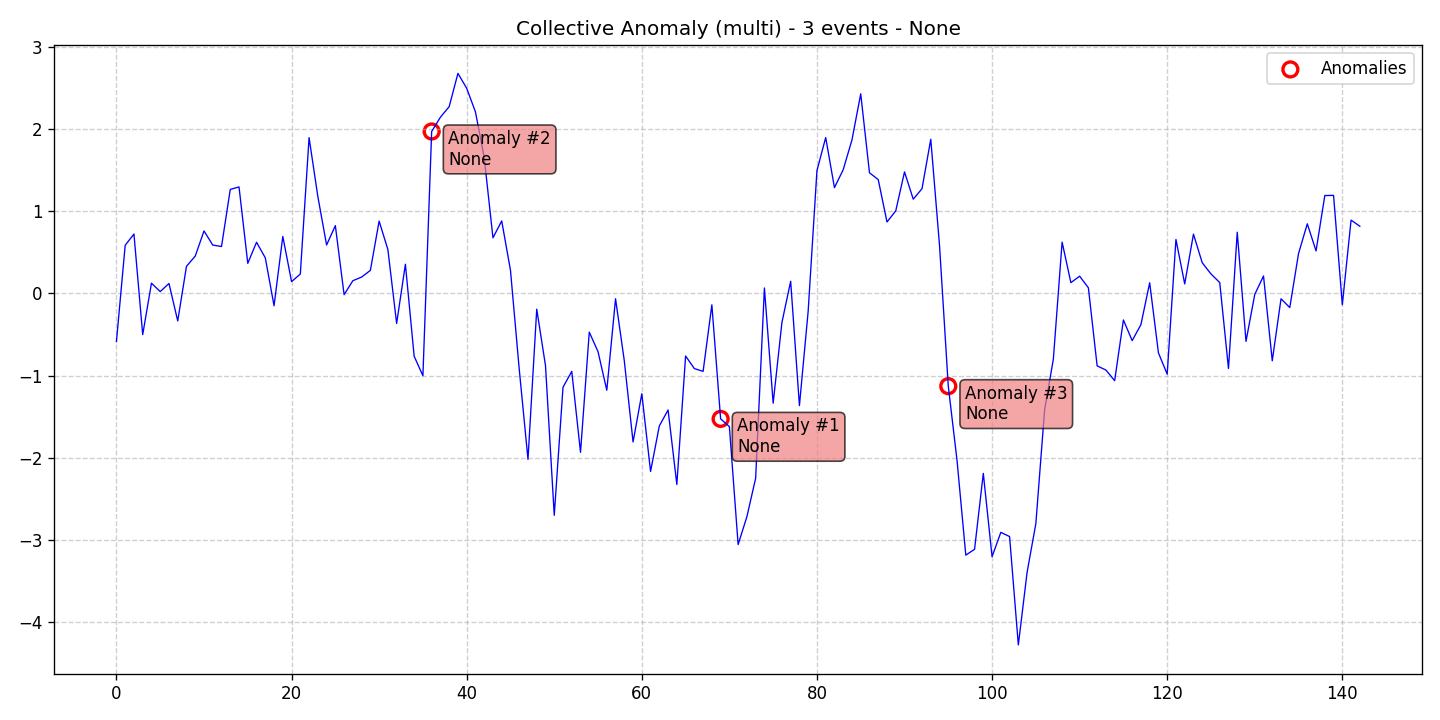 Collective Anomaly (multi) - 3 events - None
Anomalies
3
2
1
0
−1
−2
−3
−4
Anomaly #2
None
Anomaly #1
None
Anomaly #3
None
0
20
40
60
80
100
120
140